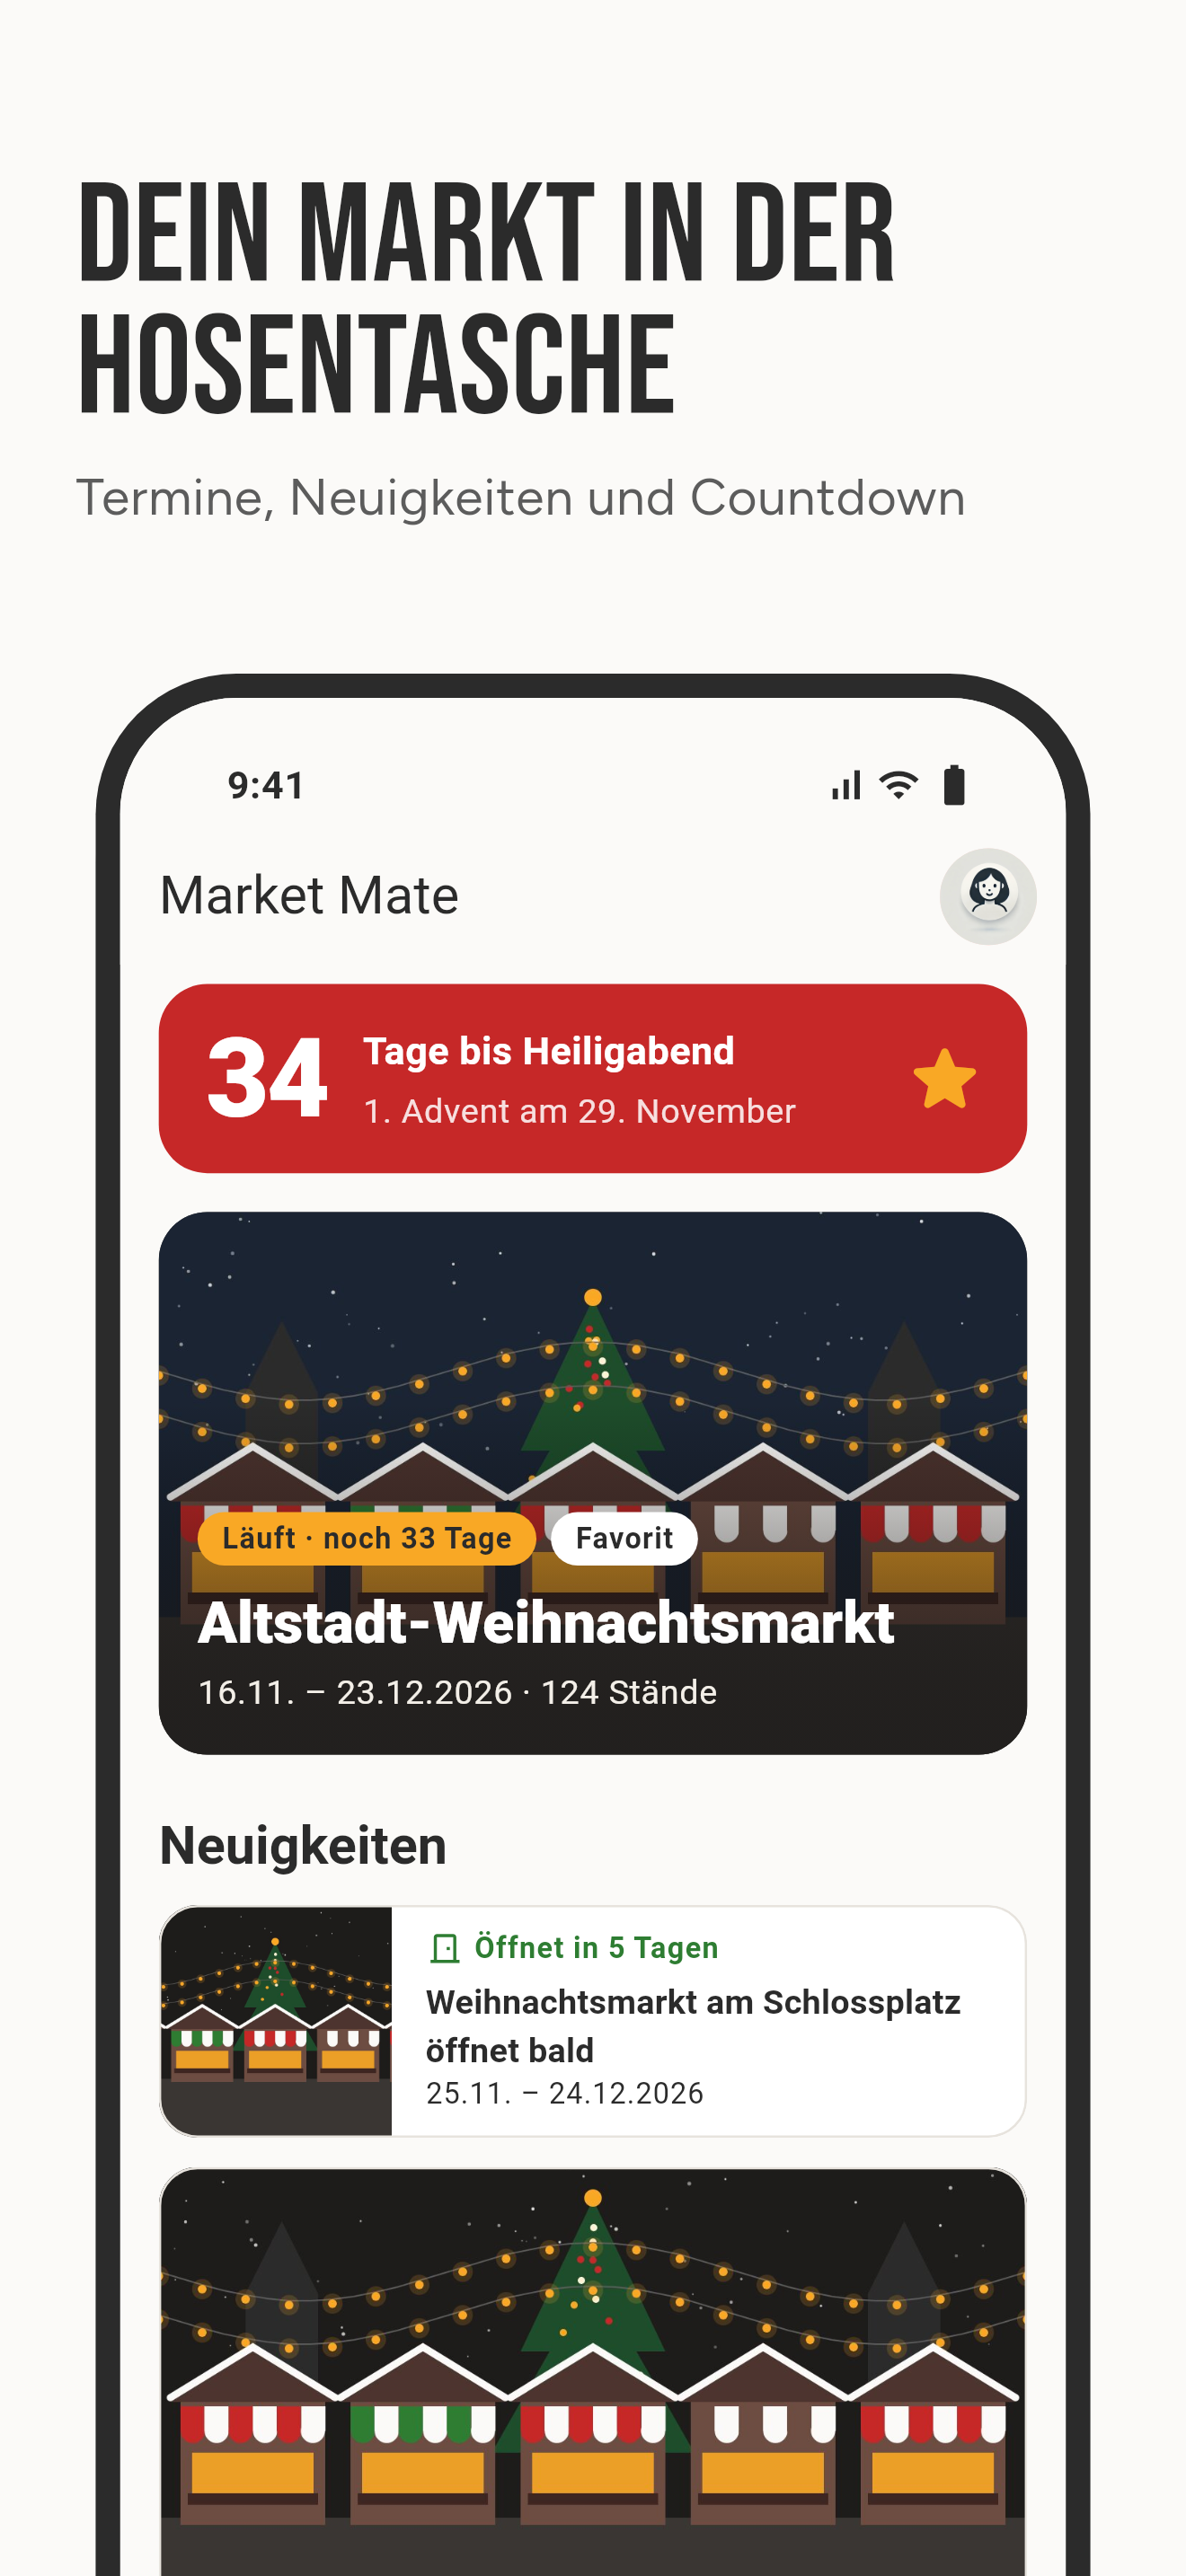 DEIN MARKT IN DER
HOSENTASCHE
Termine, Neuigkeiten und Countdown
9:41
Market Mate
34
Tage bis Heiligabend
1. Advent am 29. November
Läuft · noch 33 Tage
Favorit
Altstadt-Weihnachtsmarkt
16.11. – 23.12.2026 · 124 Stände
Neuigkeiten
Öffnet in 5 Tagen
Weihnachtsmarkt am Schlossplatz
öffnet bald
25.11. – 24.12.2026